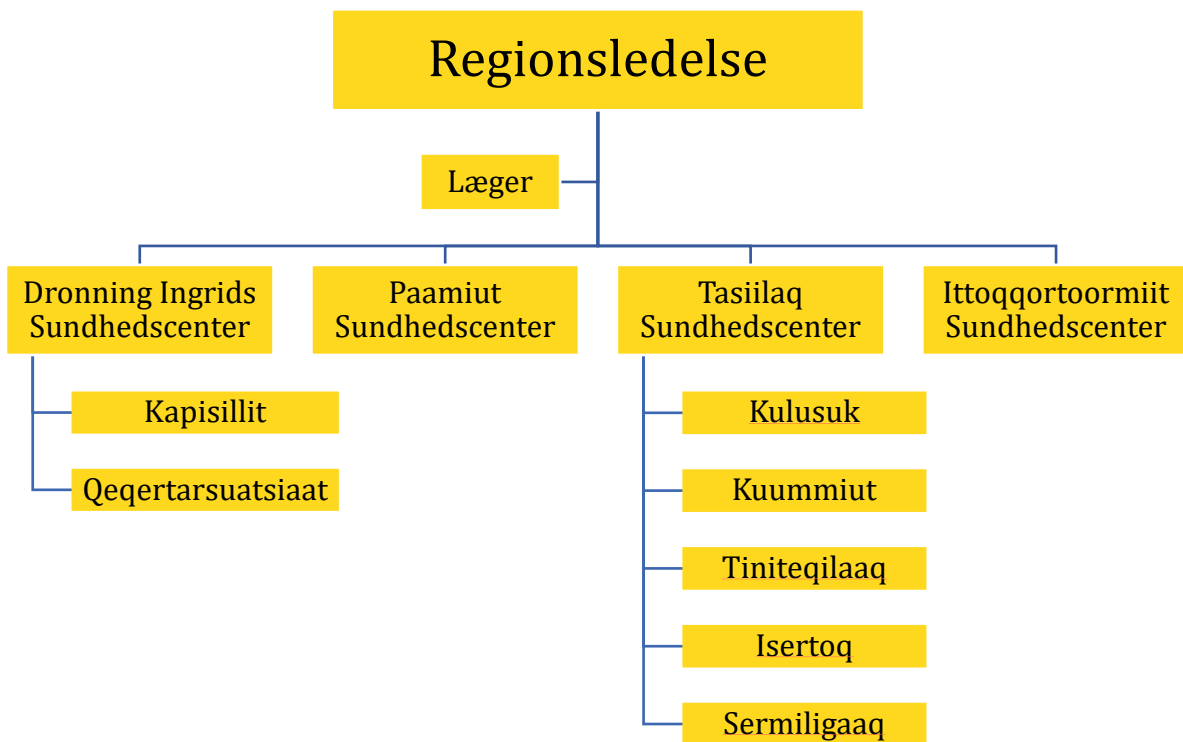 Regionsledelse
Læger
Dronning Ingrids
Sundhedscenter
Kapisillit
Qeqertarsuatsiaat
Paamiut
Sundhedscenter
Tasiilaq
Sundhedscenter
Kulusuk
Kuummiut
Tiniteqilaaq
Isertoq
Sermiligaaq
Ittoqqortoormiit
Sundhedscenter